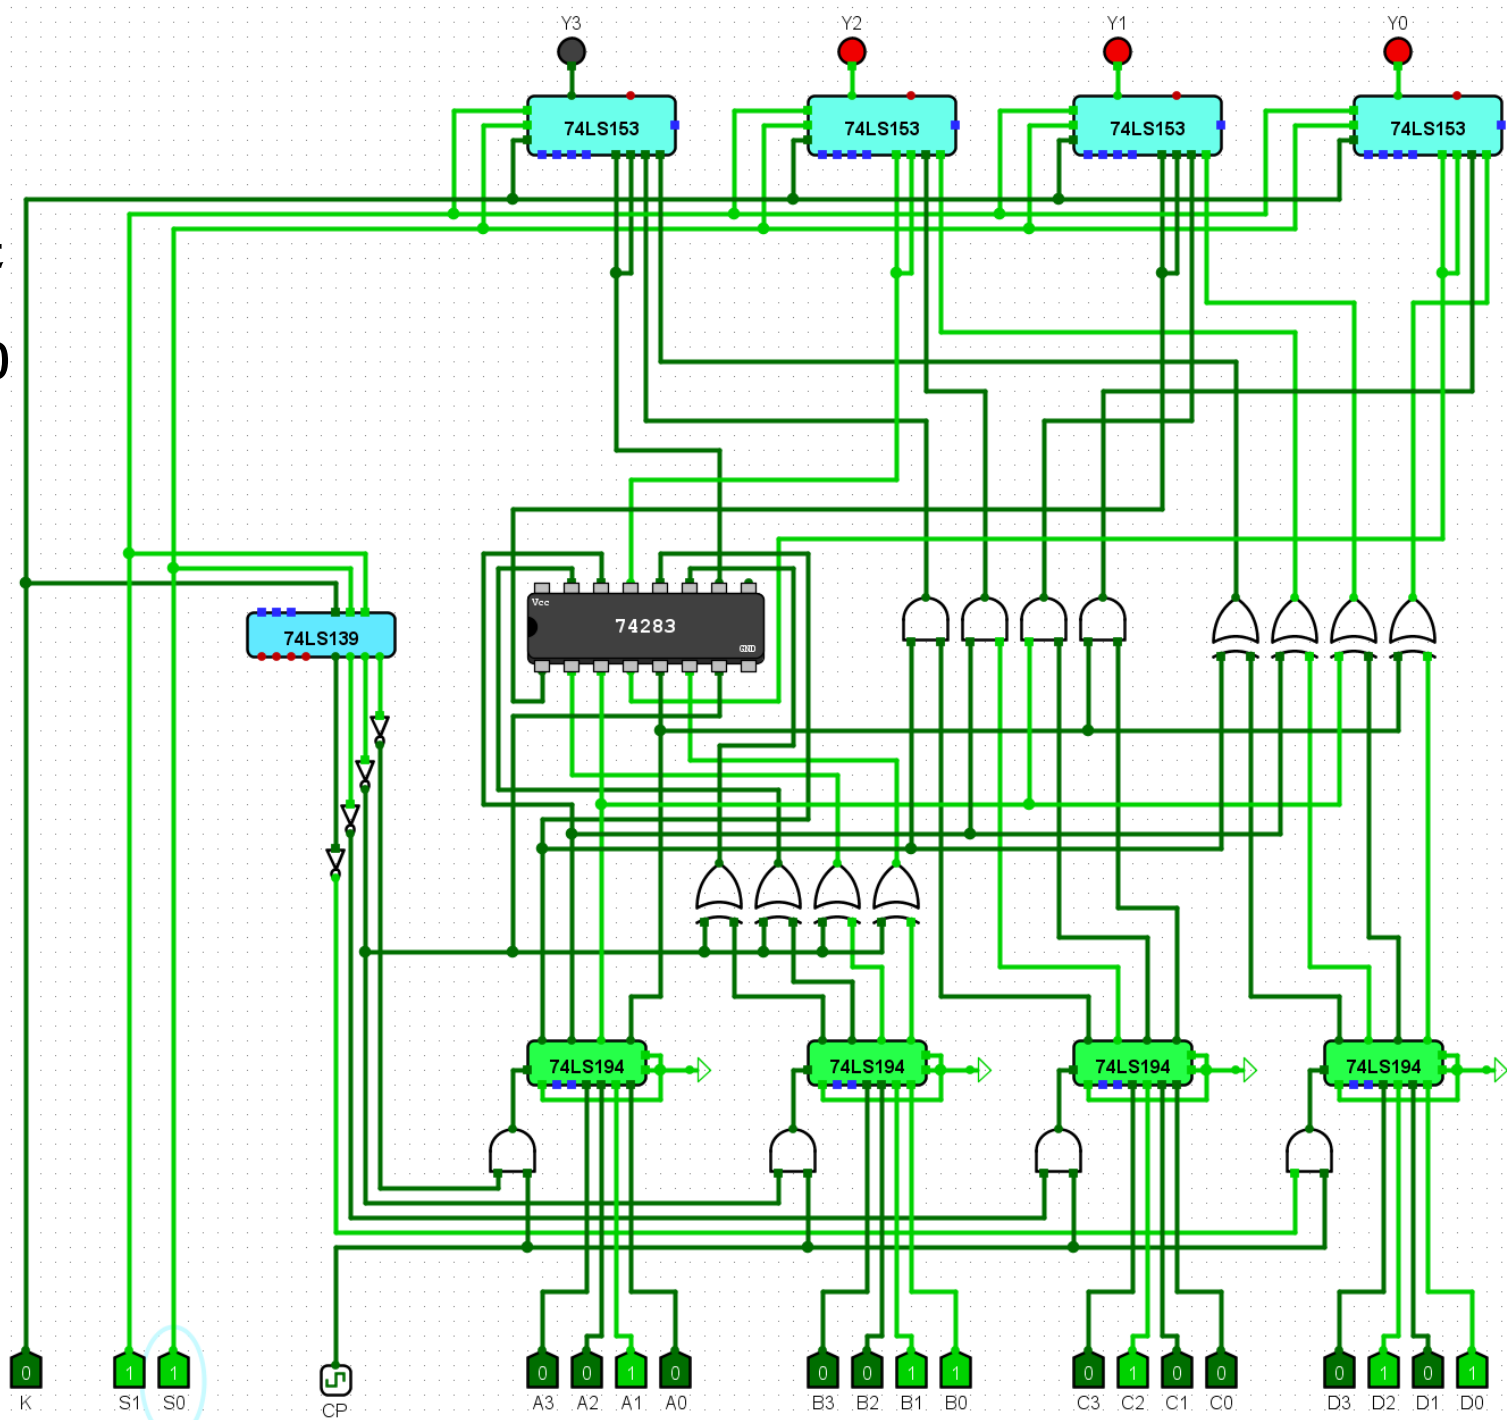 Y3 Y2 Y1 Y0
74LS153 74LS153 74LS153 74LS153
0
Vcc
74283
GND
74LS139
74LS194 74LS194 74LS194 74LS194
0 1 1 0 0 1 0 0 0 1 1 0 1 0 0 0 1 0 1
K S1 S0 CP A3 A2 A1 A0 B3 B2 B1 B0 C3 C2 C1 C0 D3 D2 D1 D0